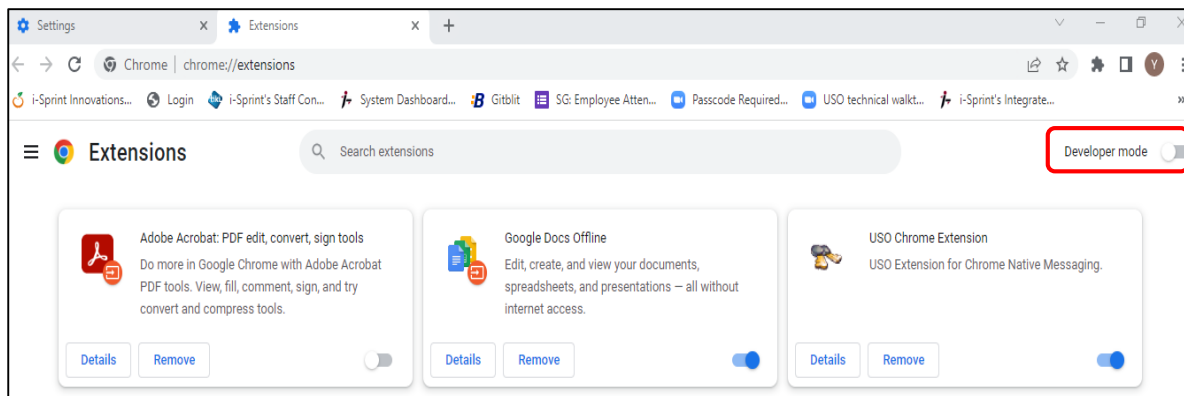 Settings
Extensions
Chrome | chrome://extensions
Y
i-Sprint Innovations... Login i-Sprint's Staff Con... System Dashboard... Gitblit SG: Employee Atten... Passcode Required... USO technical walkt... i-Sprint's Integrate... »
Extensions
Search extensions
Developer mode
Adobe Acrobat: PDF edit, convert, sign tools
Do more in Google Chrome with Adobe Acrobat
PDF tools. View, fill, comment, sign, and try
convert and compress tools.
Details Remove
Google Docs Offline
Edit, create, and view your documents,
spreadsheets, and presentations — all without
internet access.
Details Remove
USO Chrome Extension
USO Extension for Chrome Native Messaging.
Details Remove